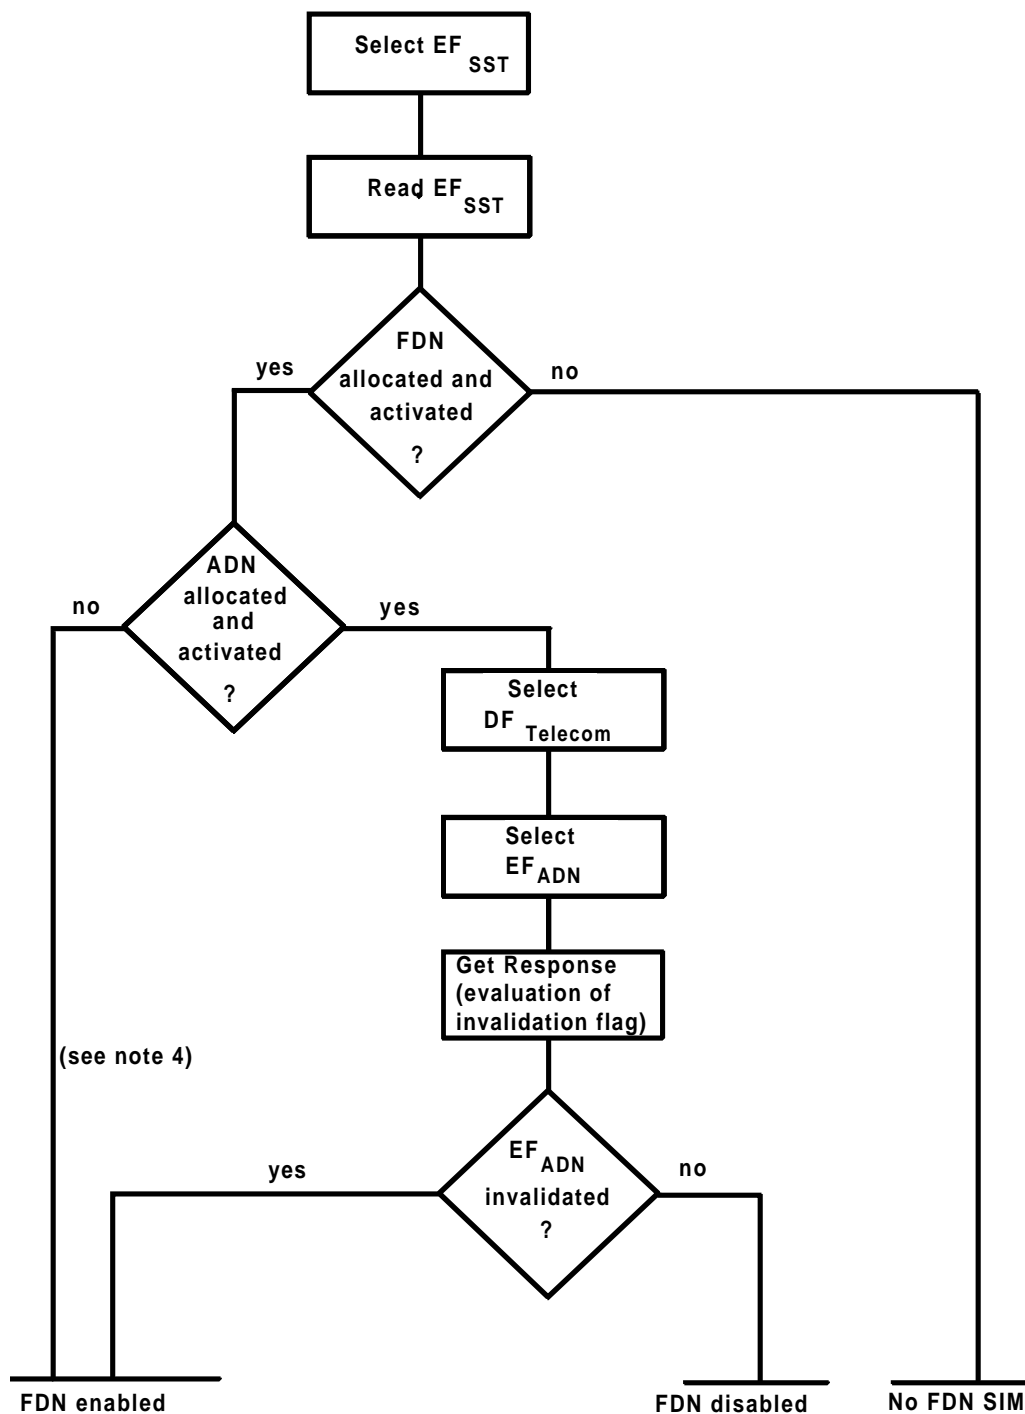 Select EF SST
Read EF SST
FDN
allocated and
activated
?
yes
no
ADN
allocated
and
activated
?
no
yes
Select
DF Telecom
Select
EF ADN
Get Response
(evaluation of
invalidation flag)
(see note 4)
EF ADN
invalidated
?
yes
no
FDN enabled
FDN disabled
No FDN SIM